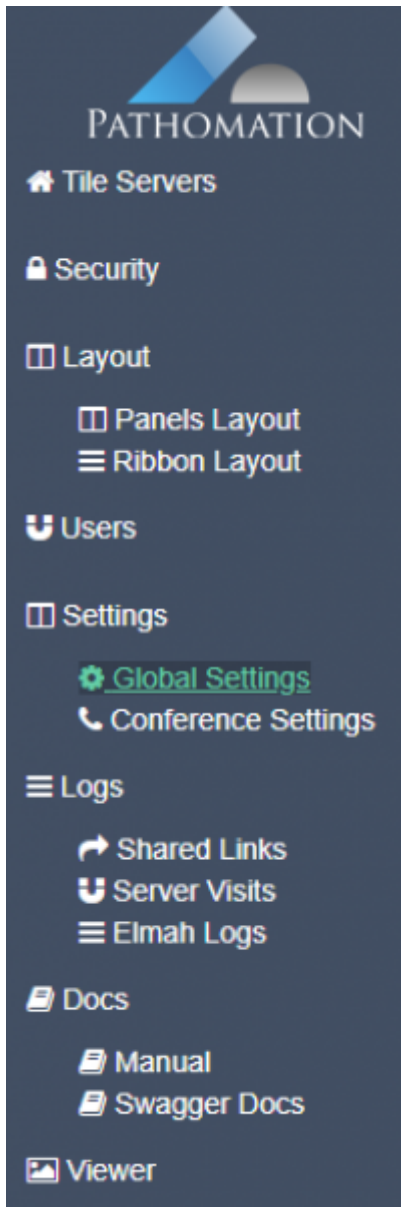 PATHOMATION
Tile Servers
Security
Layout
Panels Layout
Ribbon Layout
Users
Settings
Global Settings
Conference Settings
Logs
Shared Links
Server Visits
Elmah Logs
Docs
Manual
Swagger Docs
Viewer